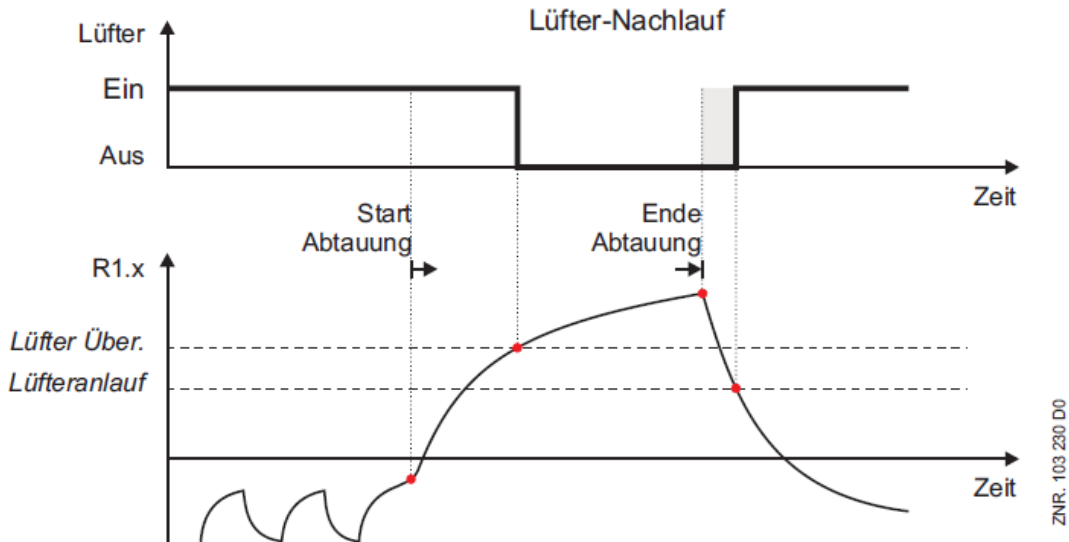 Lüfter-Nachlauf
Lüfter
Ein
Aus
Zeit
Start
Abtauung
Ende
Abtauung
R1.x
Lüfter Über.
Lüfteranlauf
Zeit
ZNR. 103 230 D0